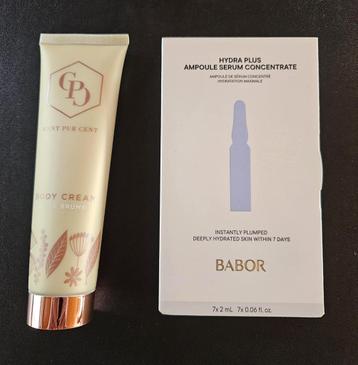 CPC
CENT PUR CENT
BODY CREAM
BRUME
HYDRA PLUS
AMPOULE SERUM CONCENTRATE
AMPOULE DE SÉRUM CONCENTRÉ
HYDRATATION MAXIMALE
INSTANTLY PLUMPED
DEEPLY HYDRATED SKIN WITHIN 7 DAYS
BABOR
7x 2 mL 7x 0.06 fl. oz.